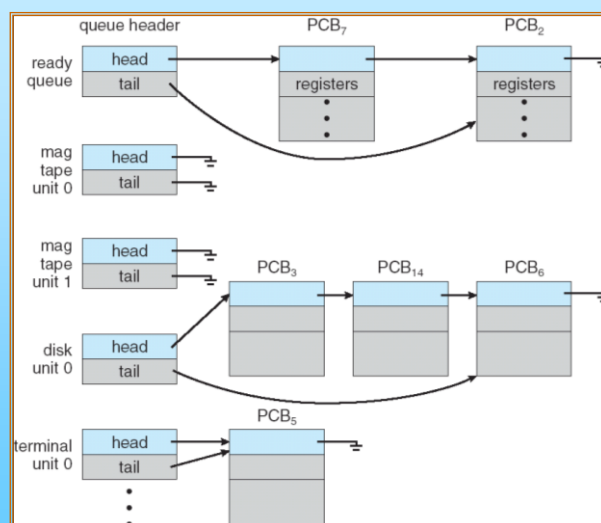 queue header
PCB7
PCB2
ready
queue
head
tail
registers
registers
mag
tape
unit 0
head
tail
mag
tape
unit 1
head
tail
PCB3
PCB14
PCB6
disk
unit 0
head
tail
PCB5
terminal
unit 0
head
tail